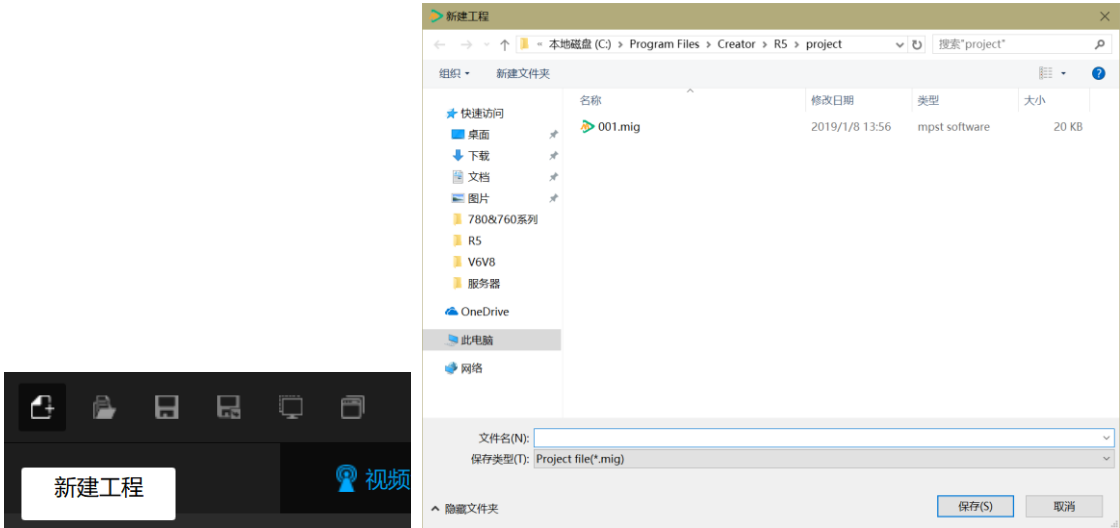 新建工程
本地磁盘 (C:) > Program Files > Creator > R5 > project
搜索"project"
组织
新建文件夹
名称
修改日期
类型
大小
快速访问
桌面
下载
文档
图片
780&760系列
R5
V6V8
服务器
OneDrive
此电脑
网络
001.mig
2019/1/8 13:56
mpst software
20 KB
文件名(N):
保存类型(T): Project file(*.mig)
隐藏文件夹
保存(S)
取消
视频
新建工程